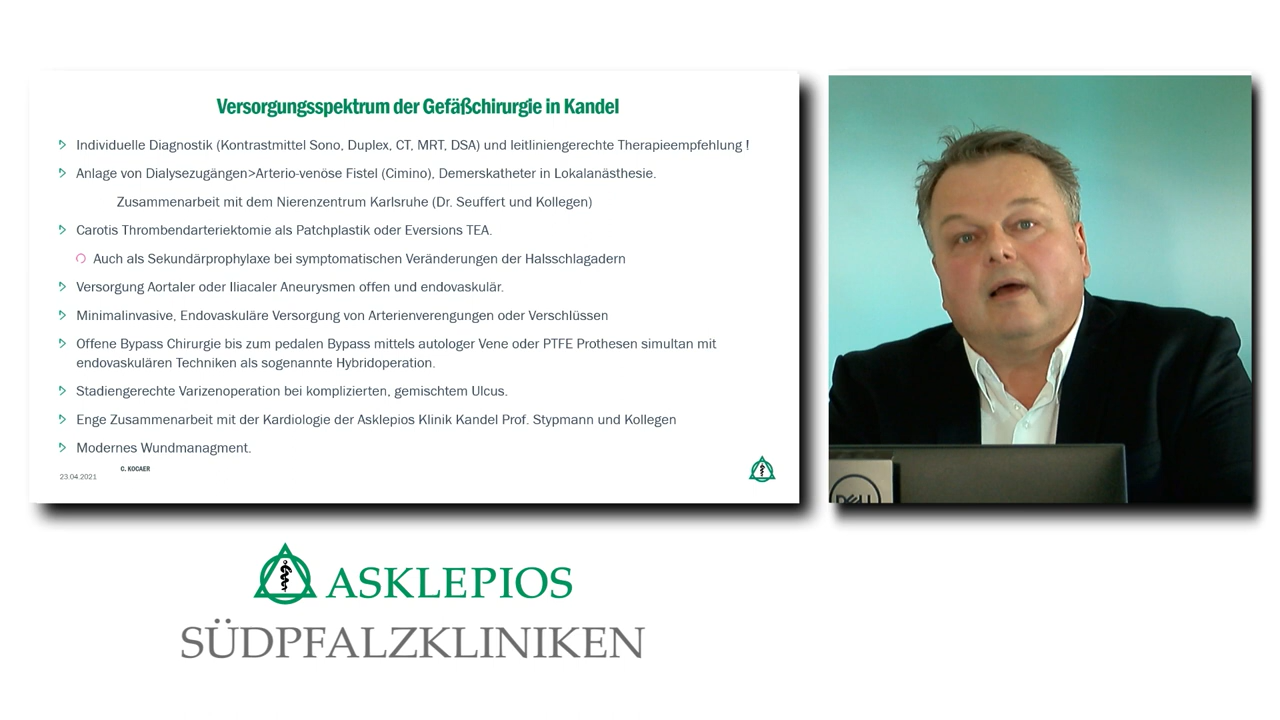 Versorgungsspektrum der Gefäßchirurgie in Kandel
Individuelle Diagnostik (Kontrastmittel Sono, Duplex, CT, MRT, DSA) und leitliniengerechte Therapieempfehlung !
Anlage von Dialysezugängen>Arterio-venöse Fistel (Cimino), Demerskatheter in Lokalanästhesie.
Zusammenarbeit mit dem Nierenzentrum Karlsruhe (Dr. Seuffert und Kollegen)
Carotis Thrombendarteriektomie als Patchplastik oder Eversions TEA.
Auch als Sekundärprophylaxe bei symptomatischen Veränderungen der Halsschlagadern
Versorgung Aortaler oder Iliacaler Aneurysmen offen und endovaskulär.
Minimalinvasive, Endovaskuläre Versorgung von Arterienverengungen oder Verschlüssen
Offene Bypass Chirurgie bis zum pedalen Bypass mittels autologer Vene oder PTFE Prothesen simultan mit
endovaskulären Techniken als sogenannte Hybridoperation.
Stadiengerechte Varizenoperation bei komplizierten, gemischtem Ulcus.
Enge Zusammenarbeit mit der Kardiologie der Asklepios Klinik Kandel Prof. Stypmann und Kollegen
Modernes Wundmanagment.
C. KOCAER
23.04.2021
DELL
ASKLEPIOS
SÜDPFALZKLINIKEN